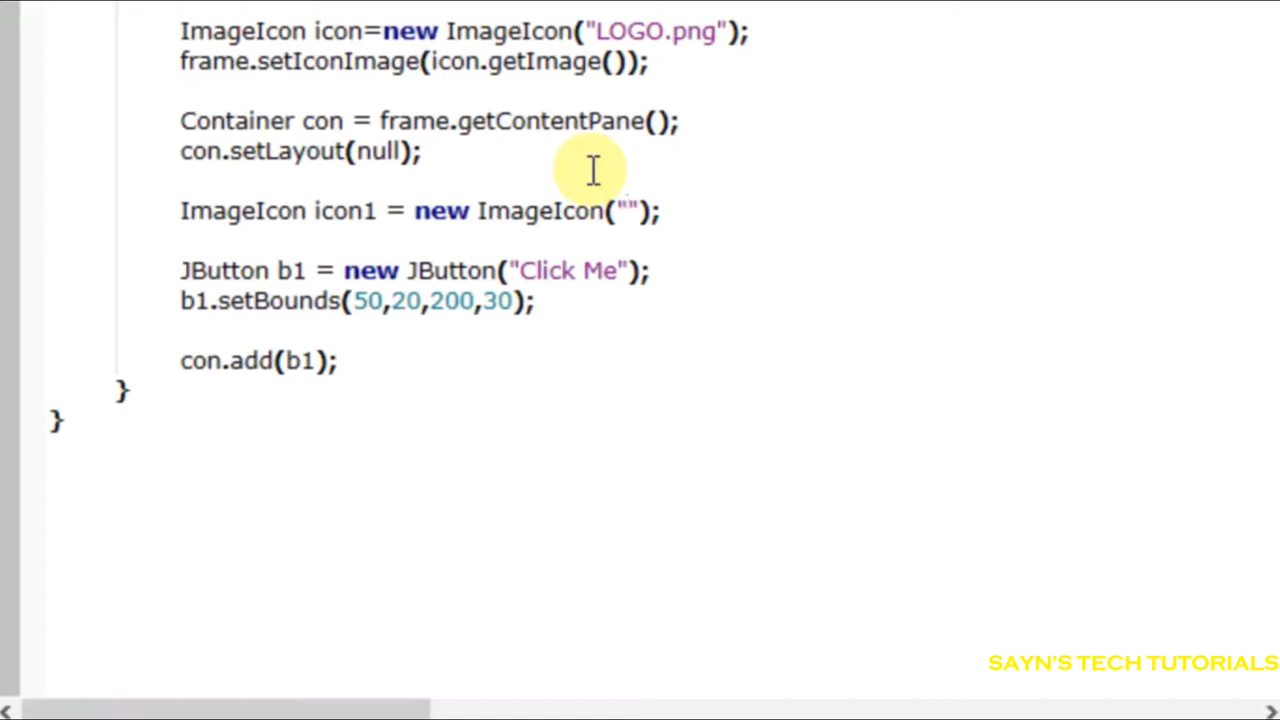 ImageIcon icon=new ImageIcon("LOGO.png");
frame.setIconImage(icon.getImage());
Container con = frame.getContentPane();
con.setLayout(null);
ImageIcon icon1 = new ImageIcon("");
JButton b1 = new JButton("Click Me");
b1.setBounds(50,20,200,30);
con.add(b1);
}
}
SAYN'S TECH TUTORIALS